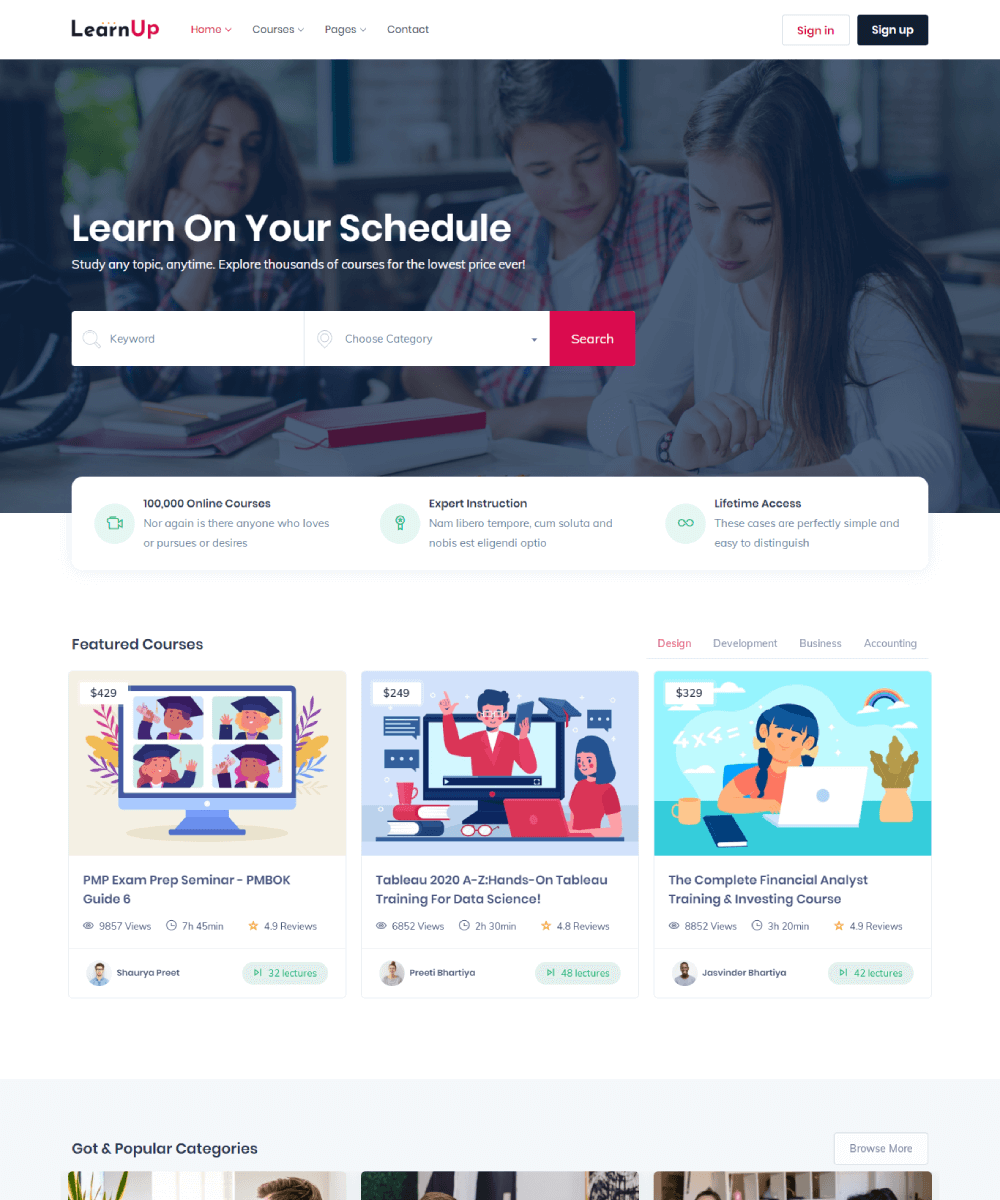 LearnUp
Home
Courses
Pages
Contact
Sign in
Sign up
Learn On Your Schedule
Study any topic, anytime. Explore thousands of courses for the lowest price ever!
Keyword
Choose Category
Search
100,000 Online Courses
Nor again is there anyone who loves
or pursues or desires
Expert Instruction
Nam libero tempore, cum soluta and
nobis est eligendi optio
Lifetime Access
These cases are perfectly simple and
easy to distinguish
Featured Courses
Design
Development
Business
Accounting
$429
PMP Exam Prep Seminar - PMBOK
Guide 6
9857 Views
7h 45min
4.9 Reviews
Shaurya Preet
32 lectures
$249
Tableau 2020 A-Z:Hands-On Tableau
Training For Data Science!
6852 Views
2h 30min
4.8 Reviews
Preeti Bhartiya
48 lectures
$329
4x4=
The Complete Financial Analyst
Training & Investing Course
8852 Views
3h 20min
4.9 Reviews
Jasvinder Bhartiya
42 lectures
Got & Popular Categories
Browse More